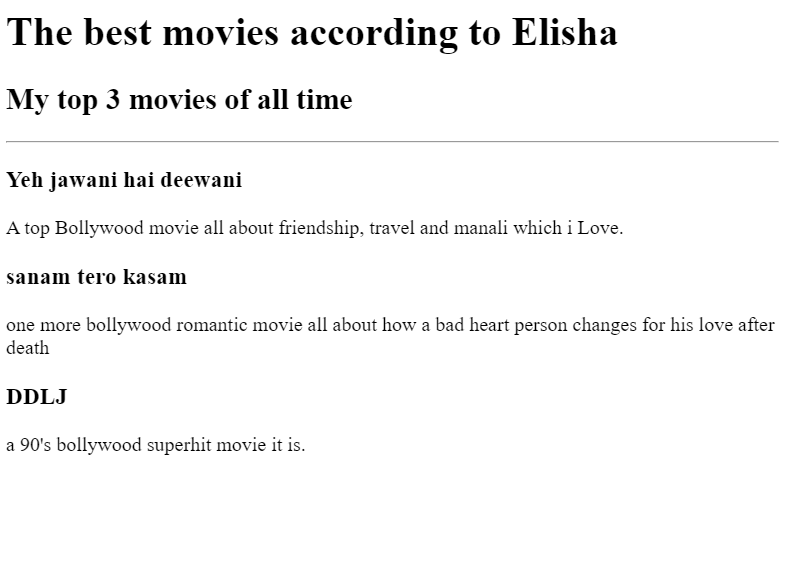 The best movies according to Elisha
My top 3 movies of all time
Yeh jawani hai deewani
A top Bollywood movie all about friendship, travel and manali which i Love.
sanam tero kasam
one more bollywood romantic movie all about how a bad heart person changes for his love after
death
DDLJ
a 90's bollywood superhit movie it is.